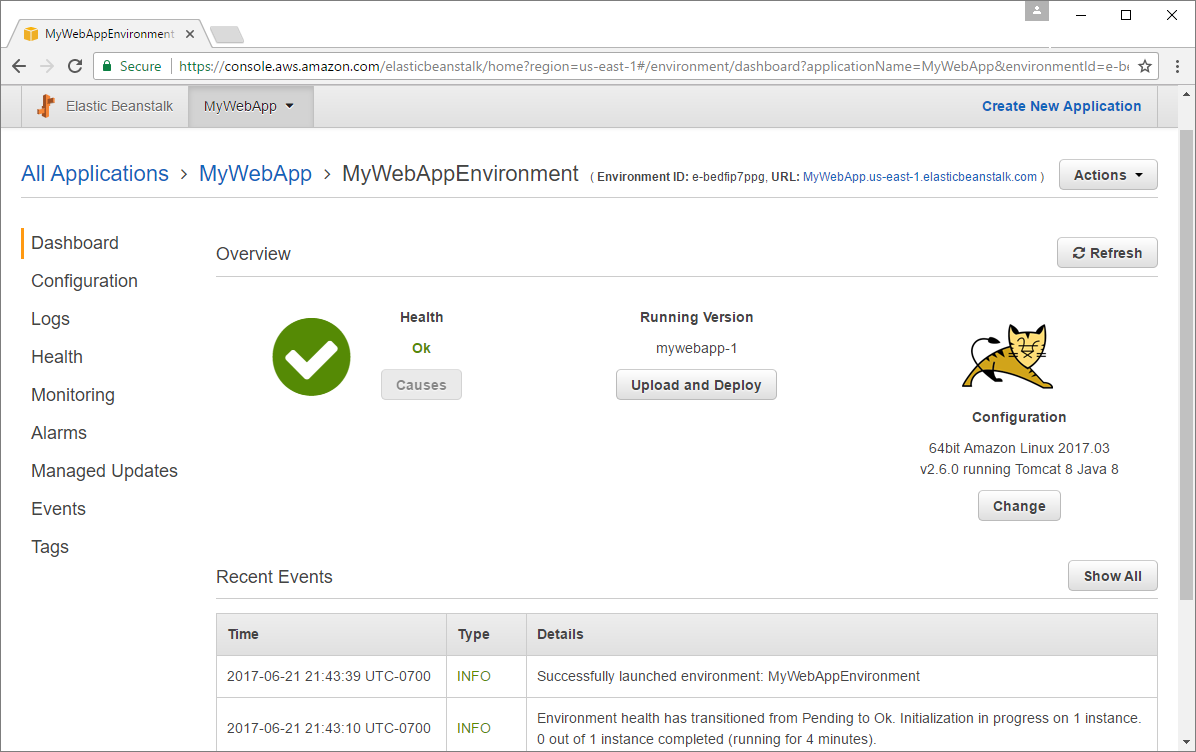 MyWebAppEnvironment
Secure https://console.aws.amazon.com/elasticbeanstalk/home?region=us-east-1#/environment/dashboard?applicationName=MyWebApp&environmentId=e-be
Elastic Beanstalk MyWebApp Create New Application
All Applications > MyWebApp > MyWebAppEnvironment ( Environment ID: e-bedfip7ppg, URL: MyWebApp.us-east-1.elasticbeanstalk.com ) Actions
Dashboard
Configuration
Logs
Health
Monitoring
Alarms
Managed Updates
Events
Tags
Overview Refresh
Health
Ok
Causes
Running Version
mywebapp-1
Upload and Deploy
Configuration
64bit Amazon Linux 2017.03
v2.6.0 running Tomcat 8 Java 8
Change
Recent Events Show All
Time Type Details
2017-06-21 21:43:39 UTC-0700 INFO Successfully launched environment: MyWebAppEnvironment
2017-06-21 21:43:10 UTC-0700 INFO Environment health has transitioned from Pending to Ok. Initialization in progress on 1 instance.
0 out of 1 instance completed (running for 4 minutes).